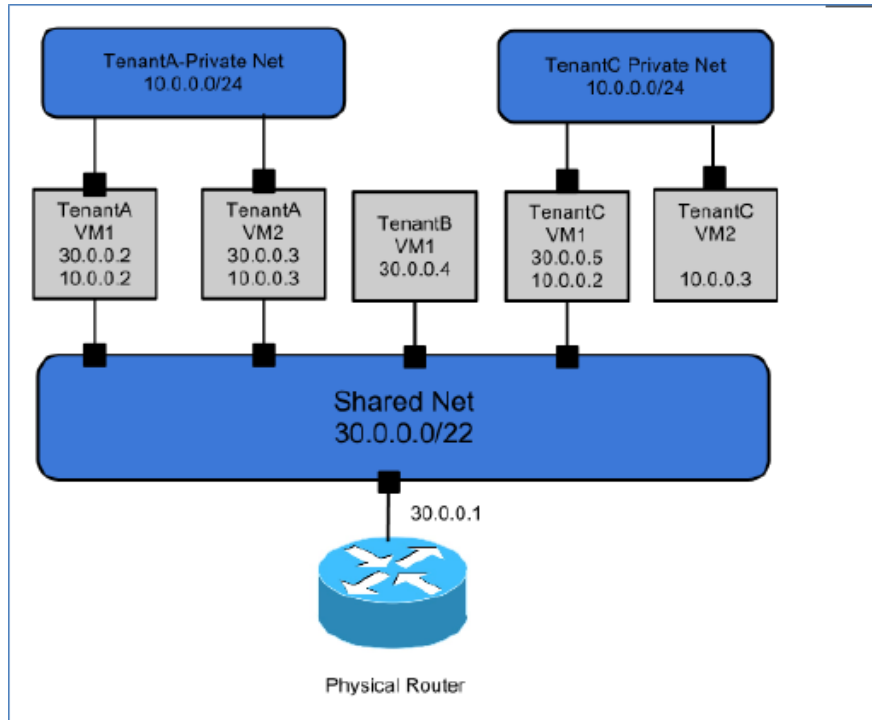 TenantA-Private Net
10.0.0.0/24
TenantC Private Net
10.0.0.0/24
TenantA
VM1
30.0.0.2
10.0.0.2
TenantA
VM2
30.0.0.3
10.0.0.3
TenantB
VM1
30.0.0.4
TenantC
VM1
30.0.0.5
10.0.0.2
TenantC
VM2
10.0.0.3
Shared Net
30.0.0.0/22
30.0.0.1
Physical Router